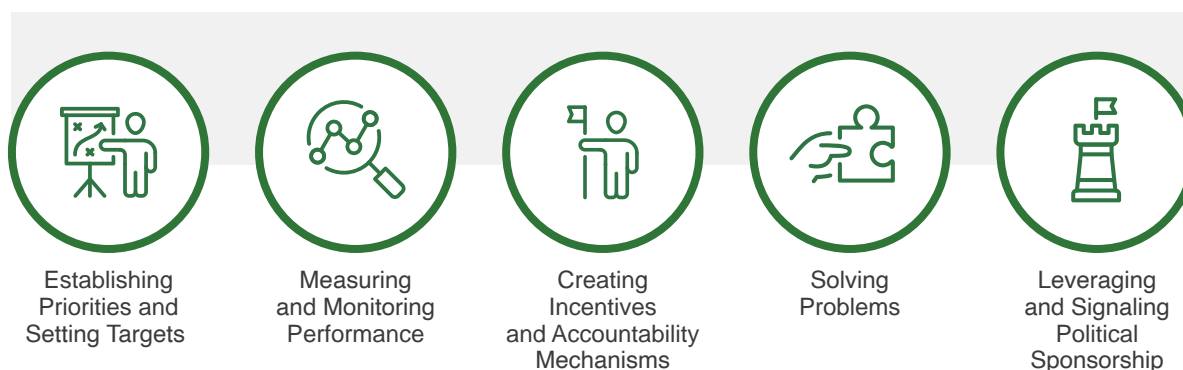 Establishing
Priorities and
Setting Targets
Measuring
and Monitoring
Performance
Creating
Incentives
and Accountability
Mechanisms
Solving
Problems
Leveraging
and Signaling
Political
Sponsorship